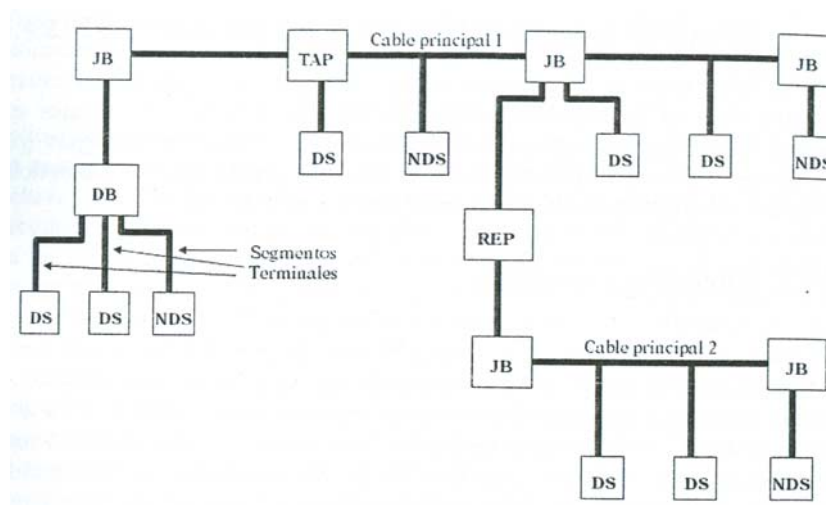 Cable principal 1
JB
TAP
JB
JB
DS
NDS
DS
DS
NDS
DB
REP
Segmentos
Terminales
DS
DS
NDS
JB
Cable principal 2
JB
DS
DS
NDS